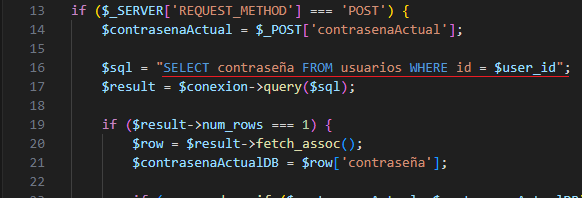 13 if ($_SERVER['REQUEST_METHOD'] === 'POST') {
14 $contrasenaActual = $_POST['contrasenaActual'];
15
16 $sql = "SELECT contraseña FROM usuarios WHERE id = $user_id";
17 $result = $conexion->query($sql);
18
19 if ($result->num_rows === 1) {
20 $row = $result->fetch_assoc();
21 $contrasenaActualDB = $row['contraseña'];
22